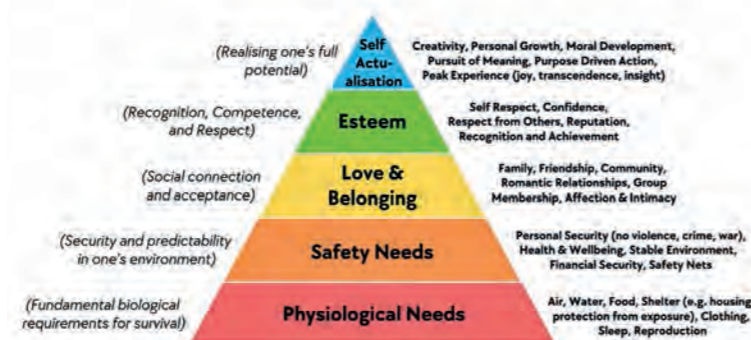 (Realising one's full
potential)
Self
Actu-
alisation
Creativity, Personal Growth, Moral Development,
Pursuit of Meaning, Purpose Driven Action,
Peak Experience (joy, transcendence, insight)
(Recognition, Competence,
and Respect)
Esteem
Self Respect, Confidence,
Respect from Others, Reputation,
Recognition and Achievement
(Social connection
and acceptance)
Love &
Belonging
Family, Friendship, Community,
Romantic Relationships, Group
Membership, Affection & Intimacy
(Security and predictability
in one's environment)
Safety Needs
Personal Security (no violence, crime, war),
Health & Wellbeing, Stable Environment,
Financial Security, Safety Nets
(Fundamental biological
requirements for survival)
Physiological Needs
Air, Water, Food, Shelter (e.g. housing
protection from exposure), Clothing,
Sleep, Reproduction